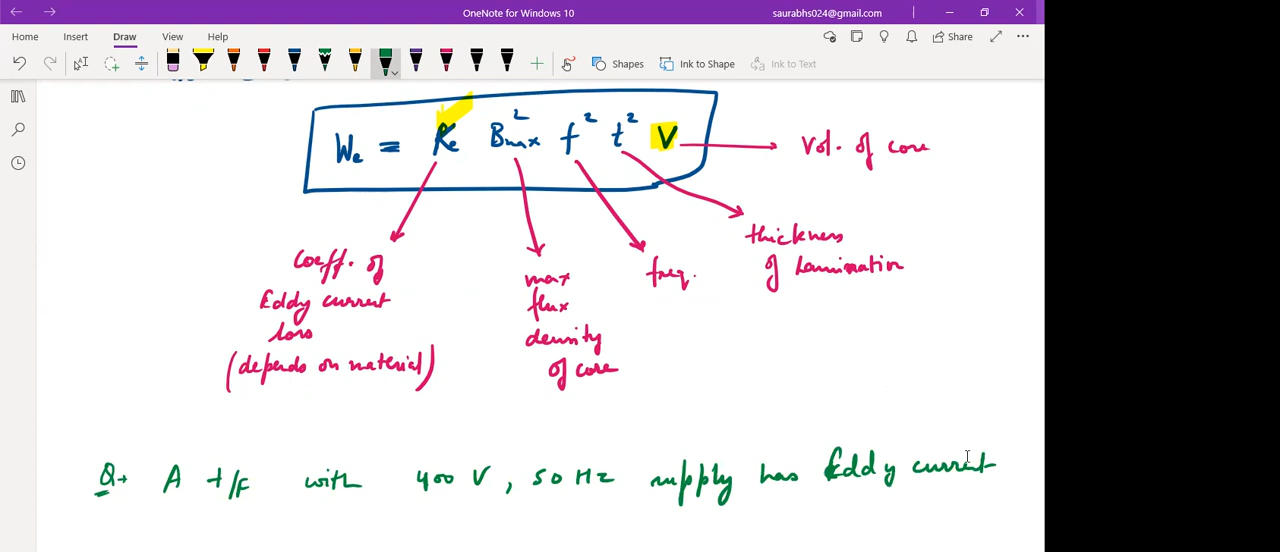 OneNote for Windows 10
saurabhs024@gmail.com
Home Insert Draw View Help
Share
Shapes Ink to Shape Ink to Text
We = Ke Bmax² f² t² V
Vol. of core
thickness
of Lamination
freq.
Coeff. of
Eddy current
loss
(depends on material)
max
flux
density
of core
Q→ A t/f with 400 V, 50 Hz supply has Eddy current